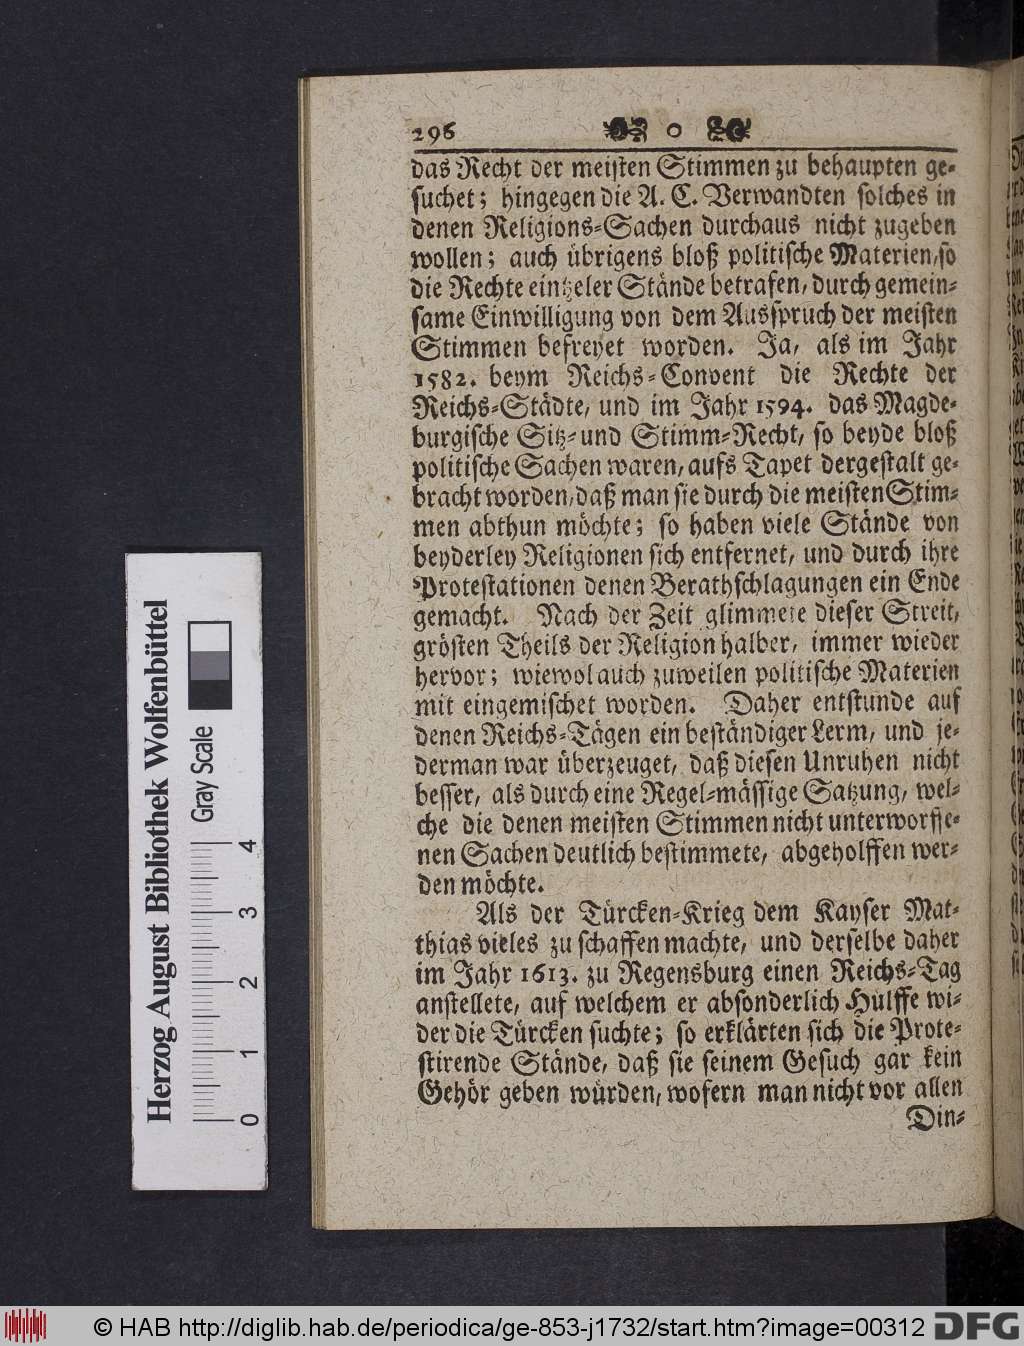 296
das Recht der meisten Stimmen zu behaupten ge-
suchet; hingegen die A. C. Verwandten solches in
denen Religions-Sachen durchaus nicht zugeben
wollen; auch übrigens bloß politische Materien, so
die Rechte eintzeler Stände betrafen, durch gemein-
same Einwilligung von dem Ausspruch der meisten
Stimmen befreyet worden. Ja, als im Jahr
1582. beym Reichs-Convent die Rechte der
Reichs-Städte, und im Jahr 1594. das Magde-
burgische Sitz- und Stimm-Recht, so beyde bloß
politische Sachen waren, aufs Tapet dergestalt ge-
bracht worden, daß man sie durch die meisten Stim-
men abthun möchte; so haben viele Stände von
beyderley Religionen sich entfernet, und durch ihre
Protestationen denen Berathschlagungen ein Ende
gemacht. Nach der Zeit glimmete dieser Streit,
grösten Theils der Religion halber, immer wieder
hervor; wiewol auch zuweilen politische Materien
mit eingemischet worden. Daher entstunde auf
denen Reichs-Tägen ein beständiger Lerm, und je-
derman war überzeuget, daß diesen Unruhen nicht
besser, als durch eine Regel-mässige Satzung, wel-
che die denen meisten Stimmen nicht unterworffe-
nen Sachen deutlich bestimmete, abgeholffen wer-
den möchte.
Als der Türcken-Krieg dem Kayser Mat-
thias vieles zu schaffen machte, und derselbe daher
im Jahr 1613. zu Regensburg einen Reichs-Tag
anstellete, auf welchem er absonderlich Hülffe wi-
der die Türcken suchte; so erklärten sich die Prote-
stirende Stände, daß sie seinem Gesuch gar kein
Gehör geben würden, wofern man nicht vor allen
Din-
Herzog August Bibliothek Wolfenbüttel
Gray Scale
0 1 2 3 4
© HAB http://diglib.hab.de/periodica/ge-853-j1732/start.htm?image=00312
DFG